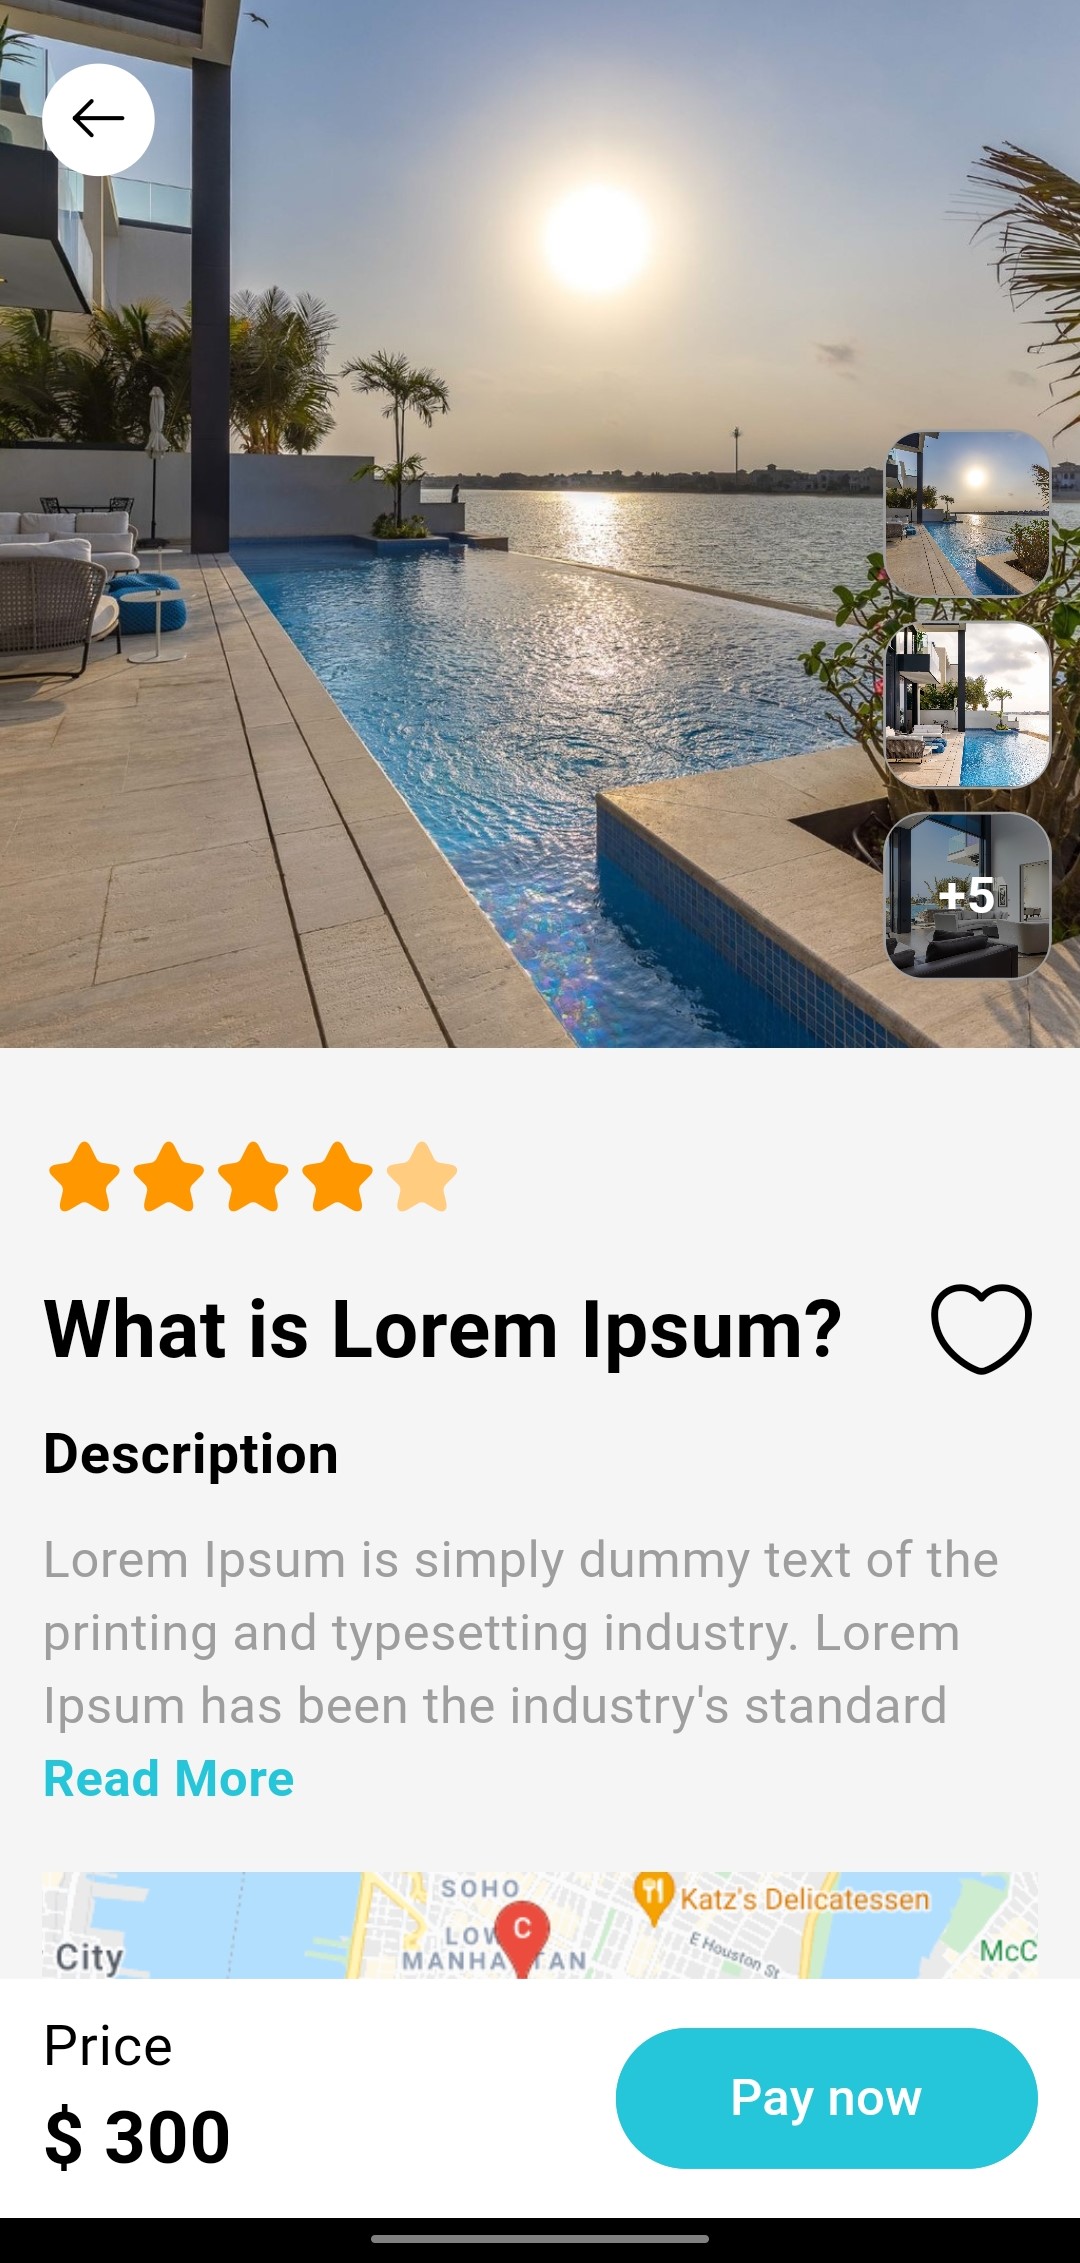 +5
What is Lorem Ipsum?
Description
Lorem Ipsum is simply dummy text of the
printing and typesetting industry. Lorem
Ipsum has been the industry's standard
Read More
SOHO
Katz's Delicatessen
C
LOW
MANHATTAN
E Houston St
City
McC
Price
$ 300
Pay now